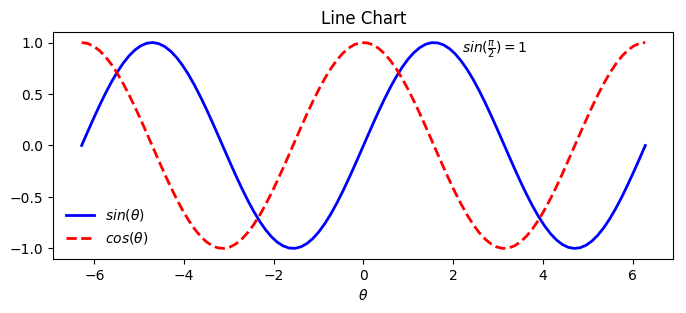 Line Chart
1.0
0.5
0.0
−0.5
−1.0
sin(π/2) = 1
sin(θ)
cos(θ)
−6 −4 −2 0 2 4 6
θ